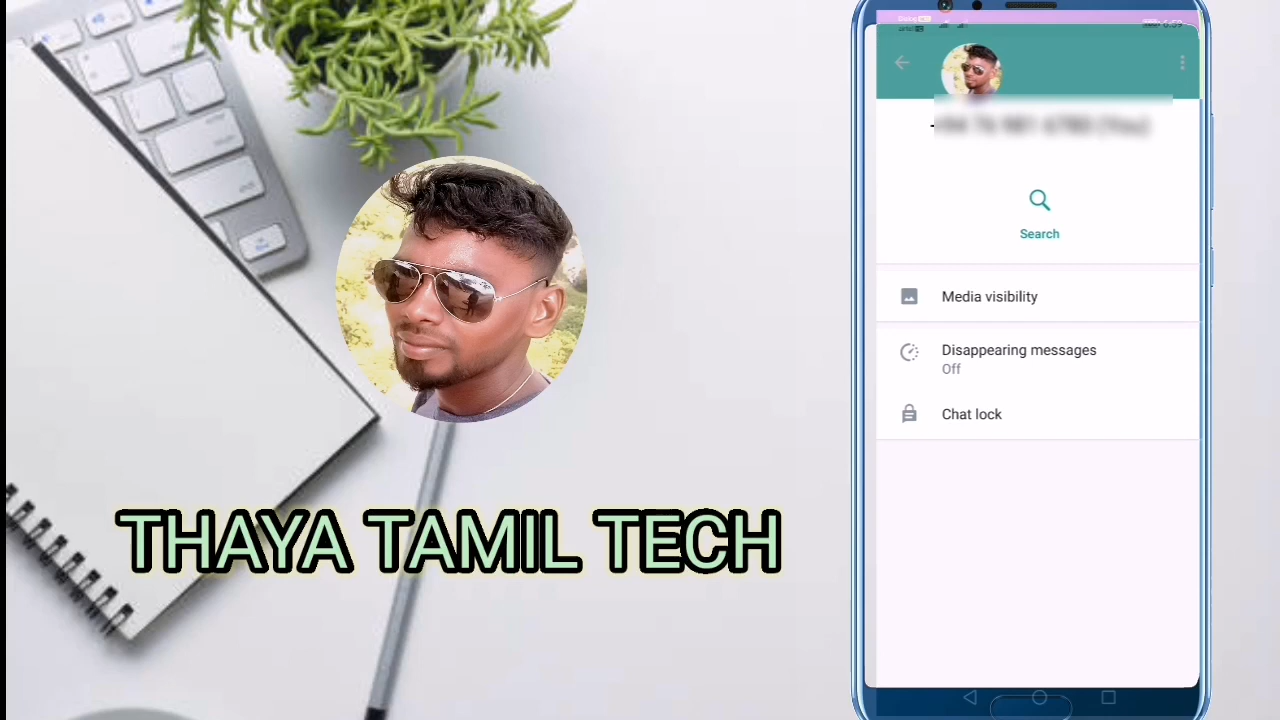 THAYA TAMIL TECH
Search
Media visibility
Disappearing messages
Off
Chat lock